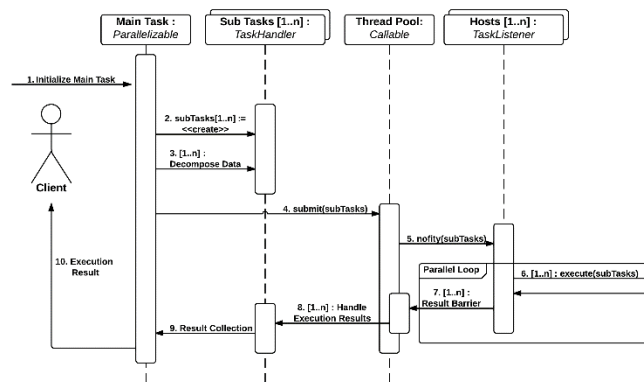 Main Task :
Parallelizable
Sub Tasks [1..n] :
TaskHandler
Thread Pool:
Callable
Hosts [1..n] :
TaskListener
1. Initialize Main Task
2. subTasks[1..n] :=
<<create>>
3. [1..n] :
Decompose Data
Client
4. submit(subTasks)
5. nofity(subTasks)
Parallel Loop
6. [1..n] : execute(subTasks)
7. [1..n] :
Result Barrier
8. [1..n] : Handle
Execution Results
9. Result Collection
10. Execution
Result